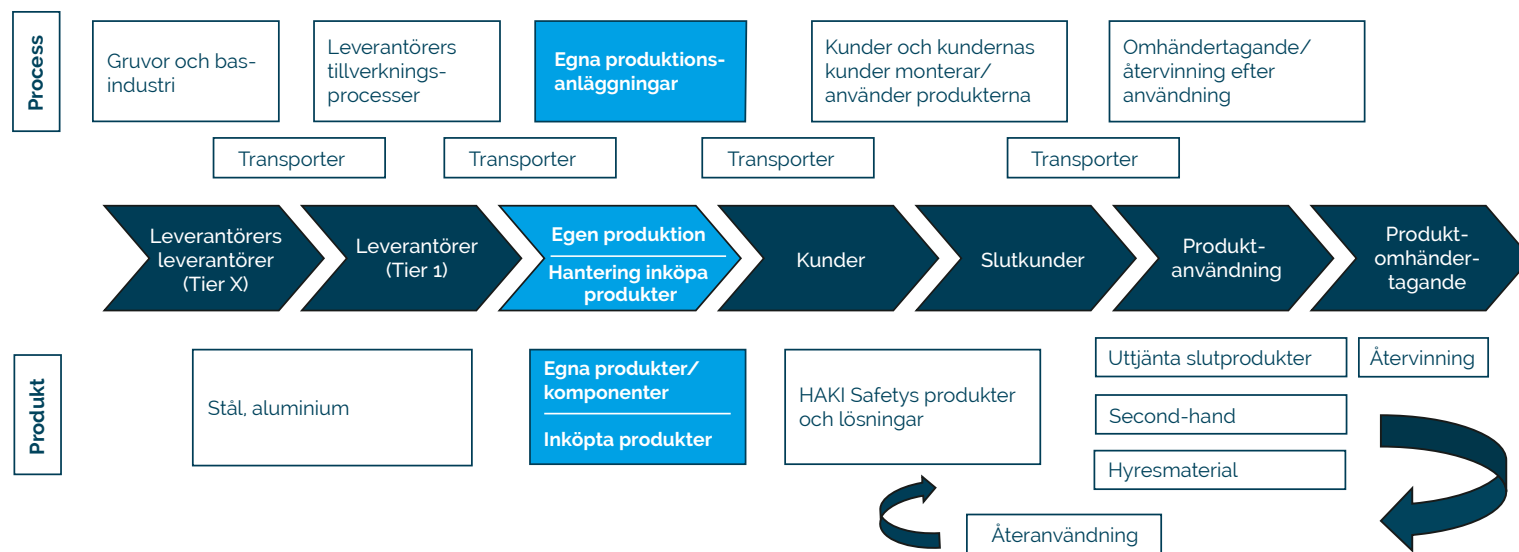 Process
Gruvor och bas-
industri
Leverantörers
tillverknings-
processer
Egna produktions-
anläggningar
Kunder och kundernas
kunder monterar/
använder produkterna
Omhändertagande/
återvinning efter
användning
Transporter
Transporter
Transporter
Transporter
Leverantörers
leverantörer
(Tier X)
Leverantörer
(Tier 1)
Egen produktion
Hantering inköpa
produkter
Kunder
Slutkunder
Produkt-
användning
Produkt-
omhänder-
tagande
Produkt
Stål, aluminium
Egna produkter/
komponenter
Inköpta produkter
HAKI Safetys produkter
och lösningar
Uttjänta slutprodukter
Återvinning
Second-hand
Hyresmaterial
Återanvändning